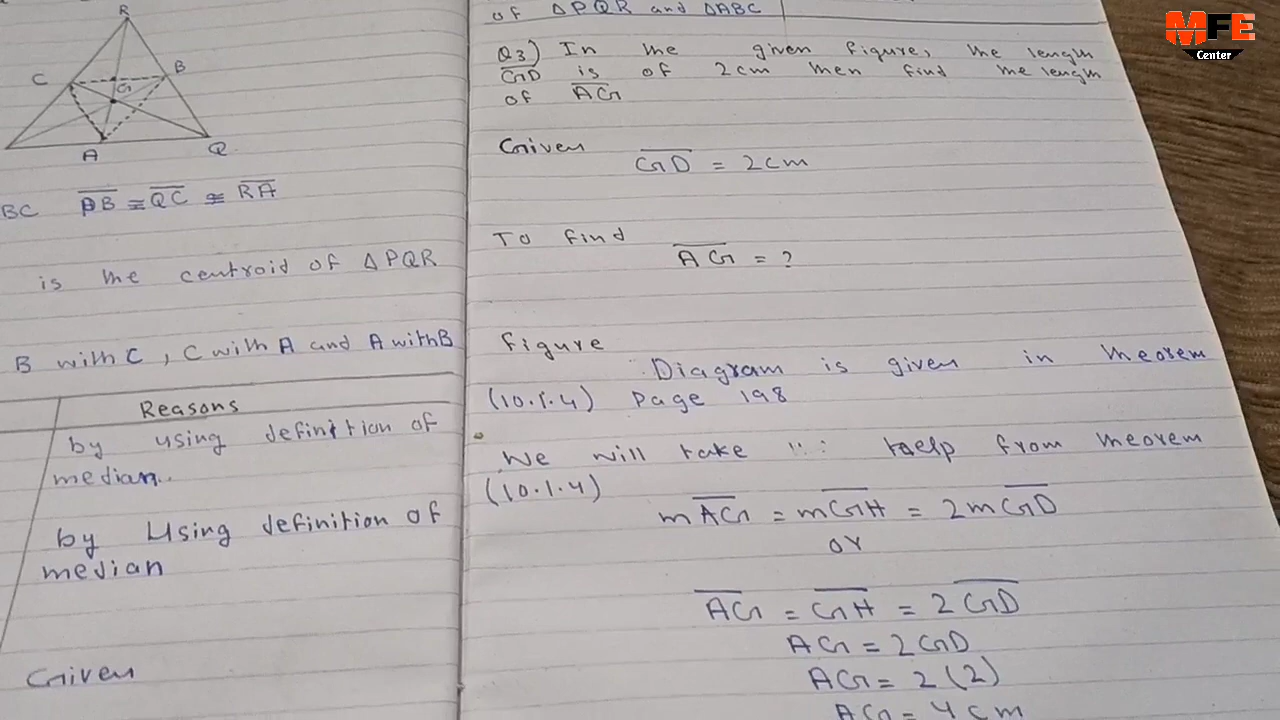 R
C
B
G
A
Q
BC PB ≅ QC ≅ RA
is the centroid of △PQR
B with C, C with A and A with B
Reasons
by using definition of
median..
by Using definition of
median
Given
of △PQR and △ABC
Q3) In the given figure, the length
GD is of 2cm then find the length
of AG
Given
GD = 2cm
To find
AG = ?
figure
Diagram is given in theorem
(10.1.4) page 198
We will take help from theorem
(10.1.4)
mAG = mGH = 2mGD
or
AG = GH = 2GD
AG = 2GD
AG = 2(2)
AG = 4cm
MFE
Center